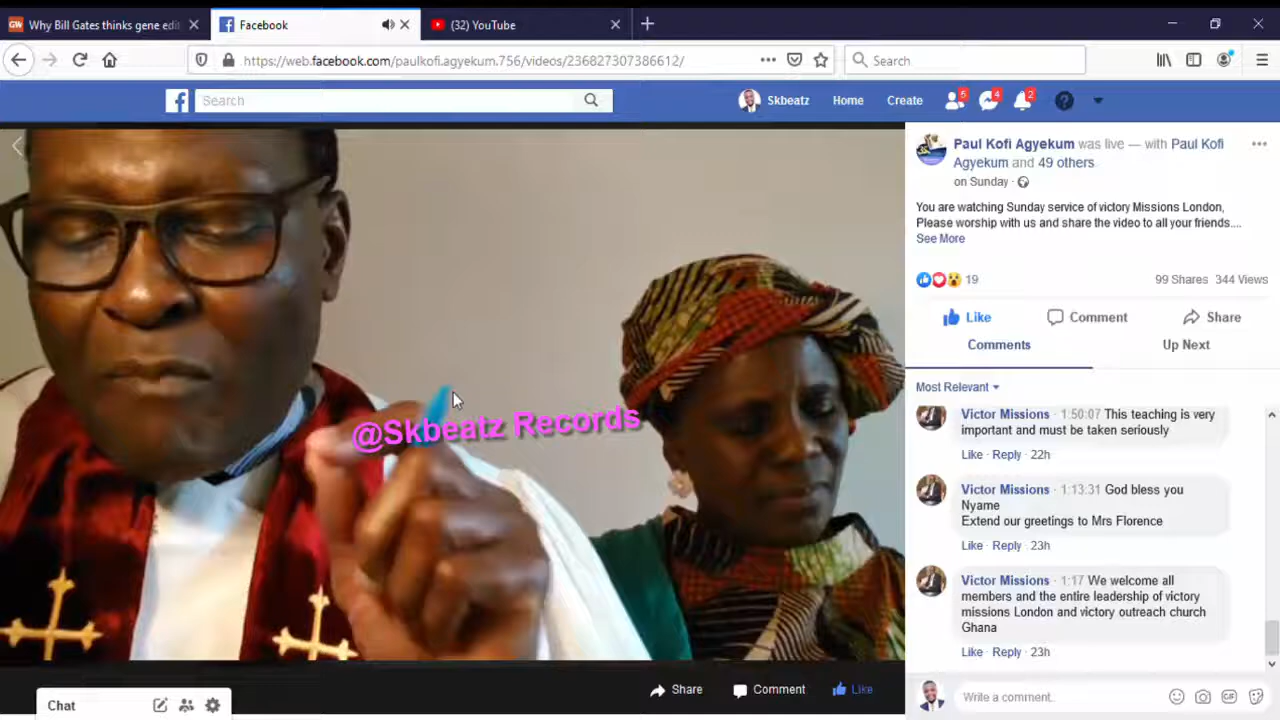 GW Why Bill Gates thinks gene edit
Facebook
(32) YouTube
https://web.facebook.com/paulkofi.agyekum.756/videos/236827307386612/
Search
Search
Skbeatz Home Create 5 4 2
Paul Kofi Agyekum was live — with Paul Kofi
Agyekum and 49 others
on Sunday ·
You are watching Sunday service of victory Missions London,
Please worship with us and share the video to all your friends....
See More
19 99 Shares 344 Views
Like Comment Share
Comments Up Next
Most Relevant
Victor Missions · 1:50:07 This teaching is very
important and must be taken seriously
Like · Reply · 22h
Victor Missions · 1:13:31 God bless you
Nyame
Extend our greetings to Mrs Florence
Like · Reply · 23h
Victor Missions · 1:17 We welcome all
members and the entire leadership of victory
missions London and victory outreach church
Ghana
Like · Reply · 23h
Write a comment..
GIF
@Skbeatz Records
Share Comment Like
Chat